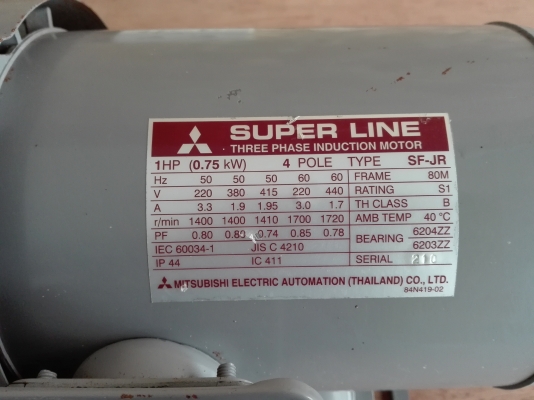 SUPER LINE
THREE PHASE INDUCTION MOTOR
1HP (0.75 kW) 4 POLE TYPE SF-JR
Hz 50 50 50 60 60 FRAME 80M
V 220 380 415 220 440 RATING S1
A 3.3 1.9 1.95 3.0 1.7 TH CLASS B
r/min 1400 1400 1410 1700 1720 AMB TEMP 40 °C
PF 0.80 0.80 0.74 0.85 0.78 BEARING 6204ZZ
6203ZZ
IEC 60034-1 JIS C 4210
IP 44 IC 411 SERIAL
MITSUBISHI ELECTRIC AUTOMATION (THAILAND) CO., LTD.
84N419-02